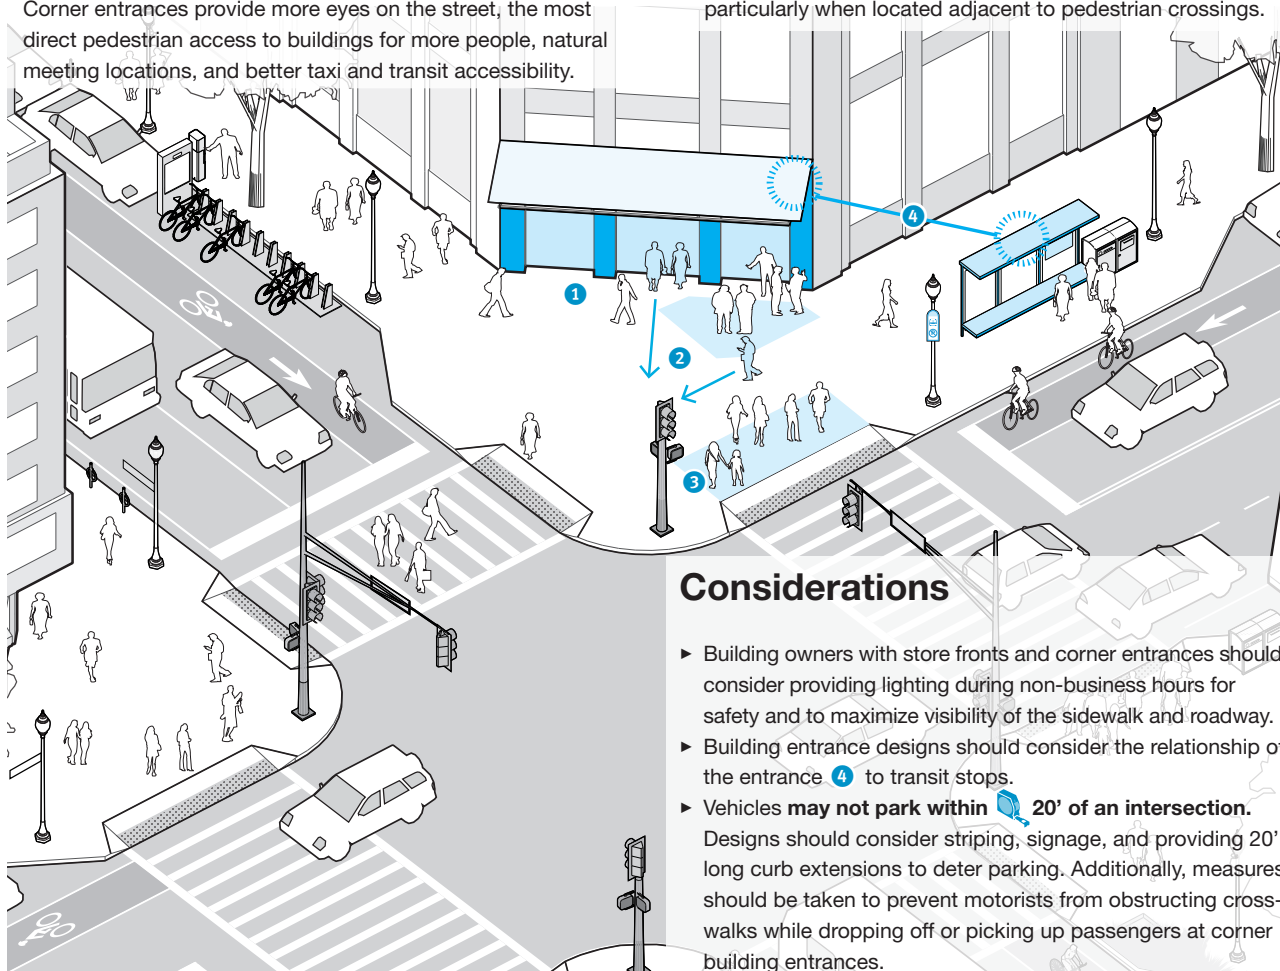 Corner entrances provide more eyes on the street, the most
direct pedestrian access to buildings for more people, natural
meeting locations, and better taxi and transit accessibility.
particularly when located adjacent to pedestrian crossings.
4
1
2
3
Considerations
► Building owners with store fronts and corner entrances should
consider providing lighting during non-business hours for
safety and to maximize visibility of the sidewalk and roadway.
► Building entrance designs should consider the relationship of
the entrance 4 to transit stops.
► Vehicles may not park within 20’ of an intersection.
Designs should consider striping, signage, and providing 20’
long curb extensions to deter parking. Additionally, measures
should be taken to prevent motorists from obstructing cross-
walks while dropping off or picking up passengers at corner
building entrances.